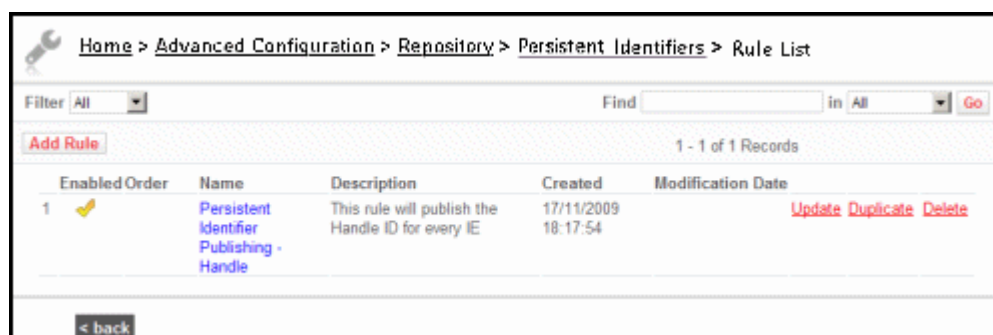 Home > Advanced Configuration > Repository > Persistent Identifiers > Rule List
Filter All Find in All Go
Add Rule 1 - 1 of 1 Records
Enabled Order Name Description Created Modification Date
1 Persistent This rule will publish the 17/11/2009 Update Duplicate Delete
Identifier Handle ID for every IE 18:17:54
Publishing -
Handle
< back